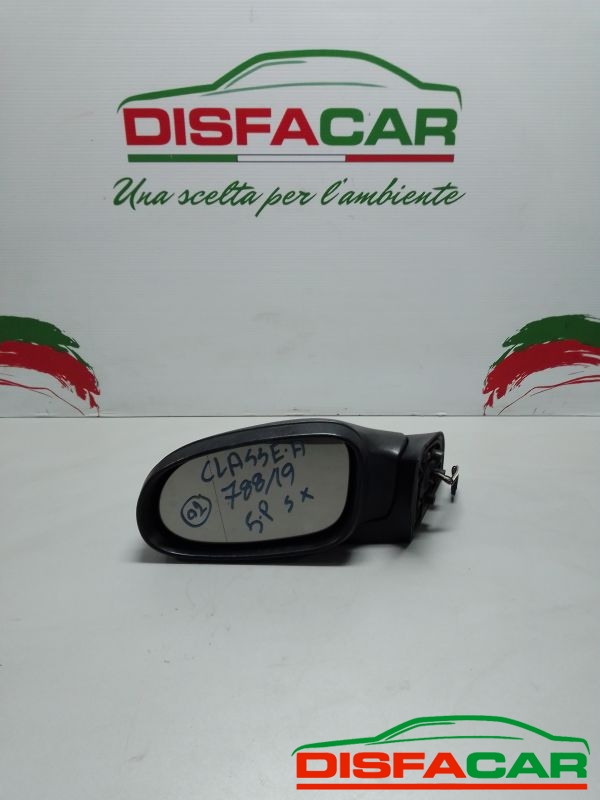 DISFACAR
Una scelta per l'ambiente
CLASSE.A
788/19
SP SX
DISFACAR